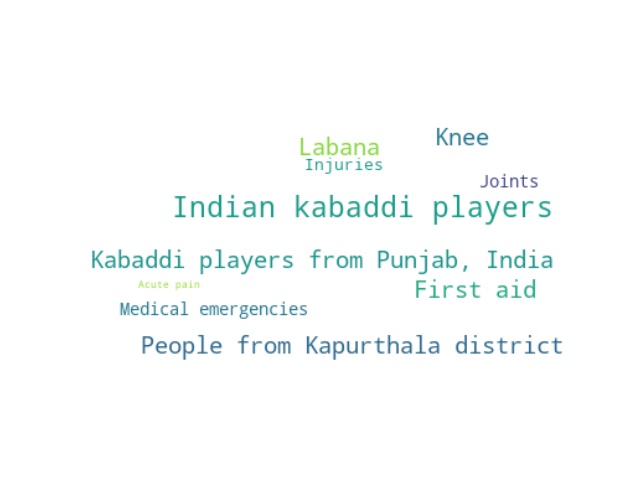 Knee
Labana
Injuries
Joints
Indian kabaddi players
Kabaddi players from Punjab, India
Acute pain
First aid
Medical emergencies
People from Kapurthala district